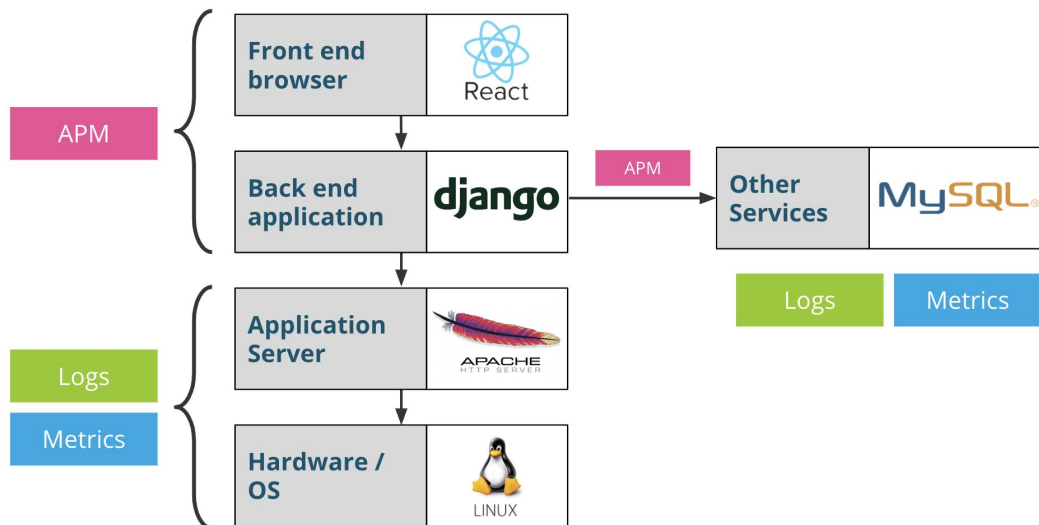 Front end
browser
React
APM
Back end
application
django
APM
Other
Services
MySQL®
Logs
Metrics
Application
Server
APACHE
HTTP SERVER
Logs
Metrics
Hardware /
OS
LINUX